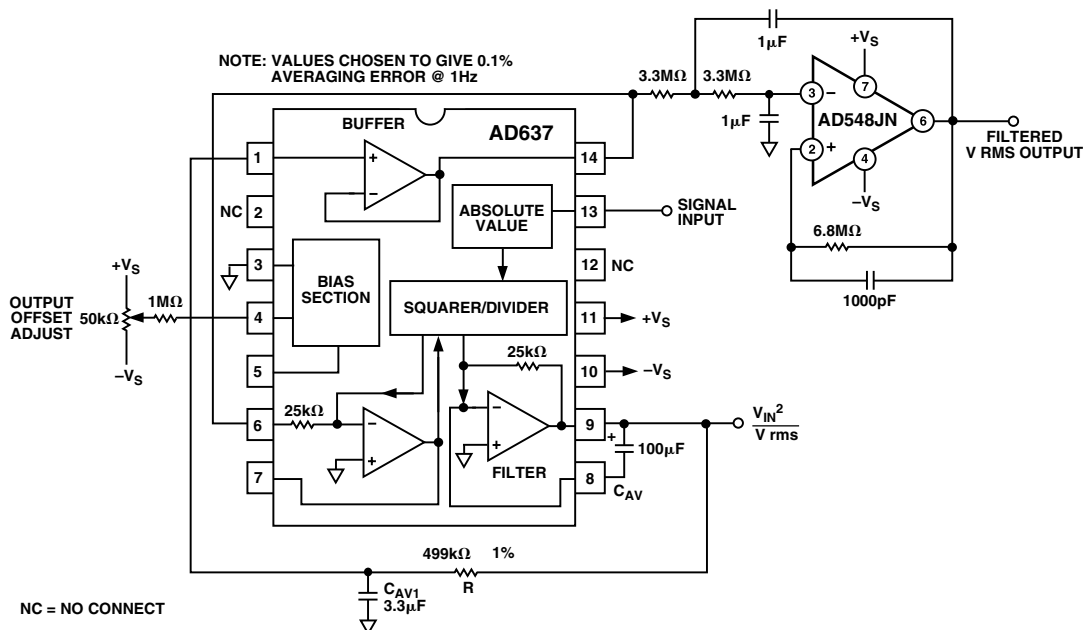 NOTE: VALUES CHOSEN TO GIVE 0.1%
AVERAGING ERROR @ 1Hz
1μF
+VS
3.3MΩ 3.3MΩ
3 –
7
AD548JN
6
1μF
2 +
4
–VS
FILTERED
V RMS OUTPUT
6.8MΩ
1000pF
BUFFER
AD637
1
+
–
14
NC 2
ABSOLUTE
VALUE
13
SIGNAL
INPUT
3
BIAS
SECTION
12 NC
+VS
OUTPUT
OFFSET
ADJUST
50kΩ
1MΩ
–VS
4
SQUARER/DIVIDER
11 +VS
5
25kΩ
10 –VS
6
25kΩ
–
+
–
+
FILTER
9
+
100μF
VIN2
V rms
7
8
CAV
499kΩ 1%
R
CAV1
3.3μF
NC = NO CONNECT